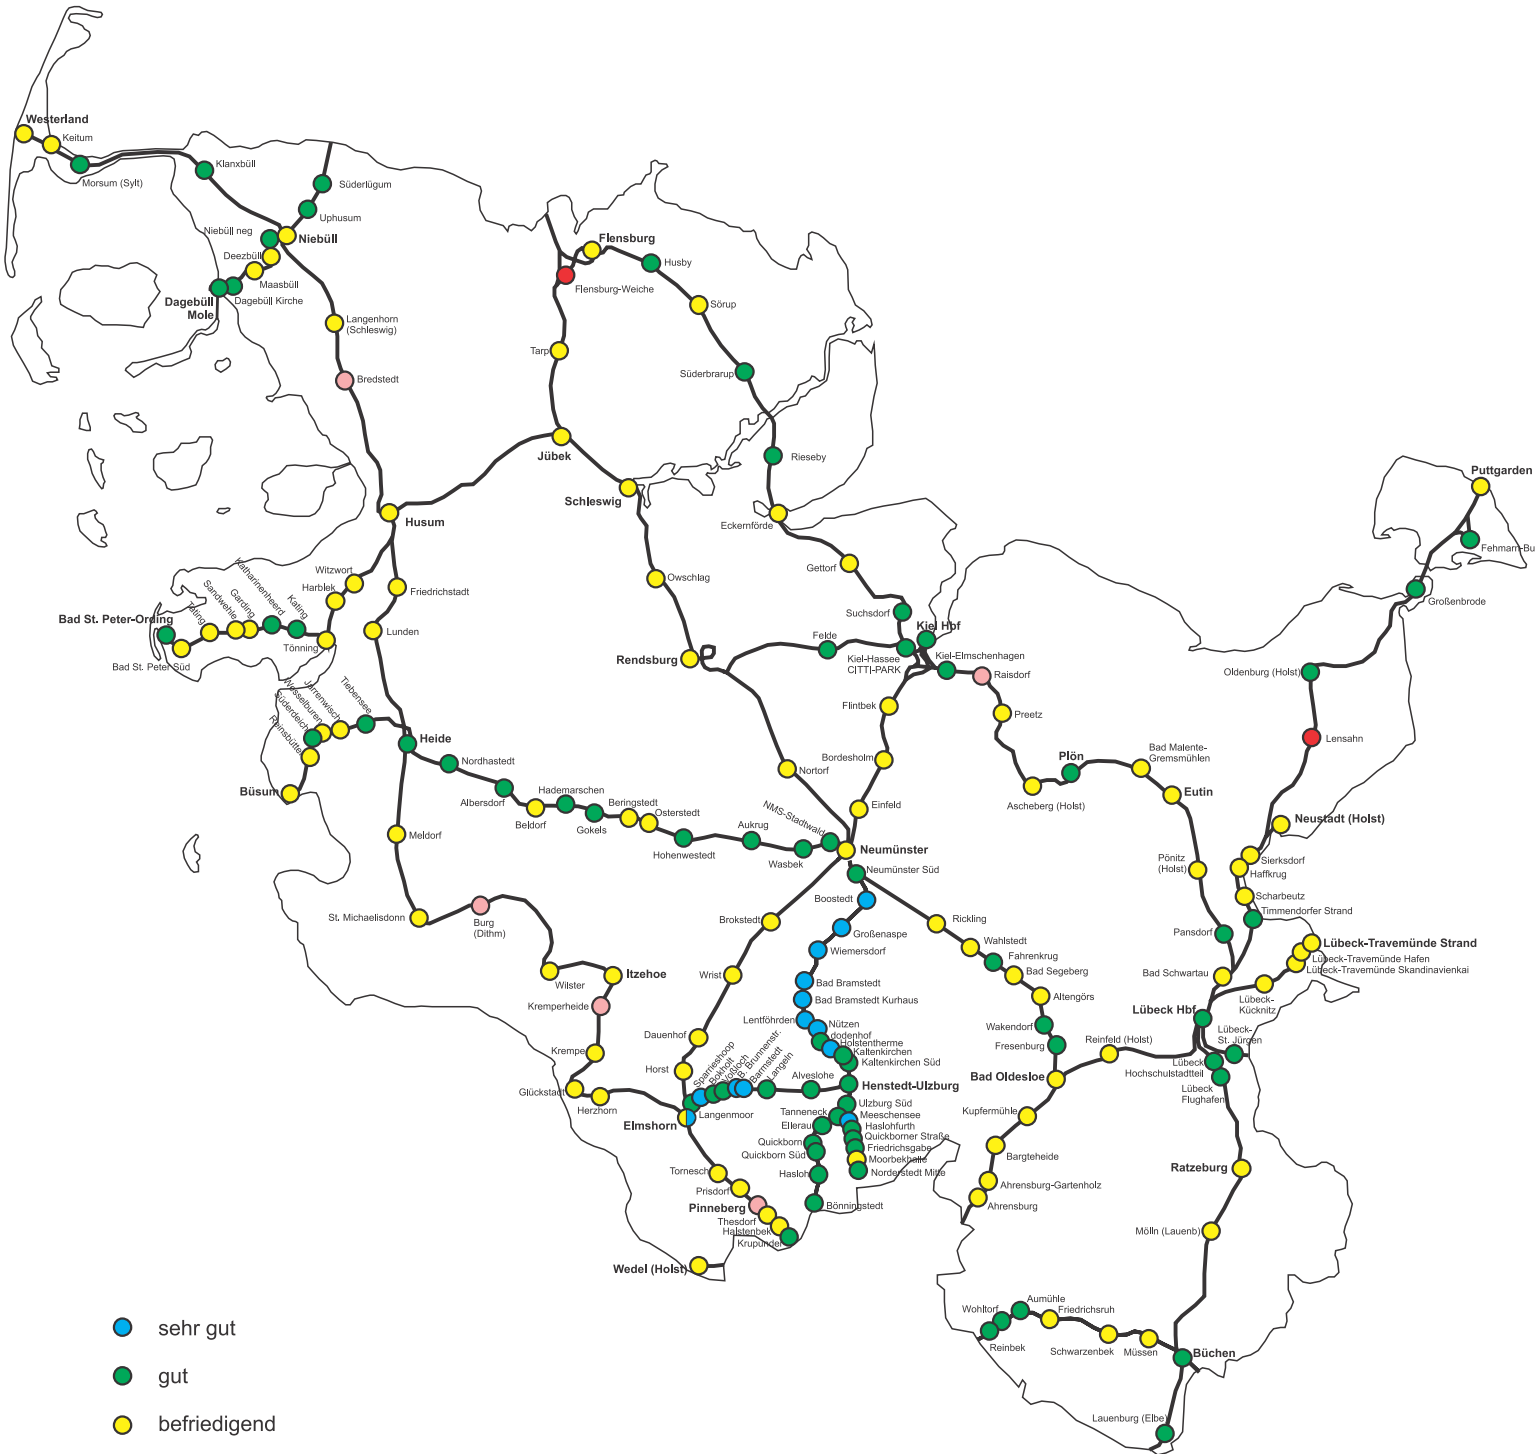 Westerland
Keitum
Morsum (Sylt)
Klanxbüll
Süderlügum
Uphusum
Niebüll neg
Niebüll
Deezbüll
Maasbüll
Dagebüll Kirche
Dagebüll
Mole
Langenhorn
(Schleswig)
Bredstedt
Flensburg
Husby
Flensburg-Weiche
Sörup
Tarp
Süderbrarup
Jübek
Rieseby
Schleswig
Husum
Eckernförde
Puttgarden
Fehmarn-Bu
Gettorf
Owschlag
Witzwort
Harblek
Friedrichstadt
Großenbrode
Katharinenheerd
Sandwehle
Garding
Kating
Tating
Bad St. Peter-Ording
Bad St. Peter Süd
Tönning
Lunden
Suchsdorf
Kiel Hbf
Felde
Kiel-Hassee
CITTI-PARK
Kiel-Elmschenhagen
Raisdorf
Rendsburg
Oldenburg (Holst)
Flintbek
Preetz
Tiebensee
Jarrenwisch
Wesselburen
Süderdeich
Reinsbüttel
Heide
Lensahn
Bordesholm
Plön
Bad Malente-
Gremsmühlen
Nordhastedt
Nortorf
Büsum
Albersdorf
Hademarschen
Beldorf
Gokels
Beringstedt
Osterstedt
Ascheberg (Holst)
Eutin
Einfeld
NMS-Stadtwald
Neustadt (Holst)
Meldorf
Hohenwestedt
Aukrug
Wasbek
Neumünster
Neumünster Süd
Sierksdorf
Haffkrug
Pönitz
(Holst)
Scharbeutz
Timmendorfer Strand
St. Michaelisdonn
Burg
(Dithm)
Boostedt
Brokstedt
Großenaspe
Rickling
Pansdorf
Wiemersdorf
Wahlstedt
Fahrenkrug
Lübeck-Travemünde Strand
Lübeck-Travemünde Hafen
Lübeck-Travemünde Skandinavienkai
Wilster
Itzehoe
Wrist
Bad Bramstedt
Bad Segeberg
Bad Schwartau
Bad Bramstedt Kurhaus
Altengörs
Lübeck-
Kücknitz
Kremperheide
Lentföhrden
Nützen
dodenhof
Holstentherme
Kaltenkirchen
Kaltenkirchen Süd
Wakendorf
Lübeck Hbf
Lübeck-
St. Jürgen
Dauenhof
Fresenburg
Reinfeld (Holst)
Krempe
Lübeck
Hochschulstadtteil
Lübeck
Flughafen
Horst
Sparrieshoop
Bokholt
Voßloch
B. Brunnenstr.
Barmstedt
Langeln
Alveslohe
Henstedt-Ulzburg
Bad Oldesloe
Glückstadt
Herzhorn
Elmshorn
Langenmoor
Ulzburg Süd
Tanneck
Meeschensee
Ellerau
Haslohfurth
Quickborner Straße
Quickborn
Friedrichsgabe
Quickborn Süd
Moorbekhalle
Norderstedt Mitte
Kupfermühle
Bargteheide
Tornesch
Hasloh
Ratzeburg
Prisdorf
Ahrensburg-Gartenholz
Pinneberg
Bönningstedt
Ahrensburg
Thesdorf
Halstenbek
Krupunder
Mölln (Lauenb)
Wedel (Holst)
Aumühle
Wohltorf
Friedrichsruh
Reinbek
Schwarzenbek
Müssen
Büchen
Lauenburg (Elbe)
sehr gut
gut
befriedigend